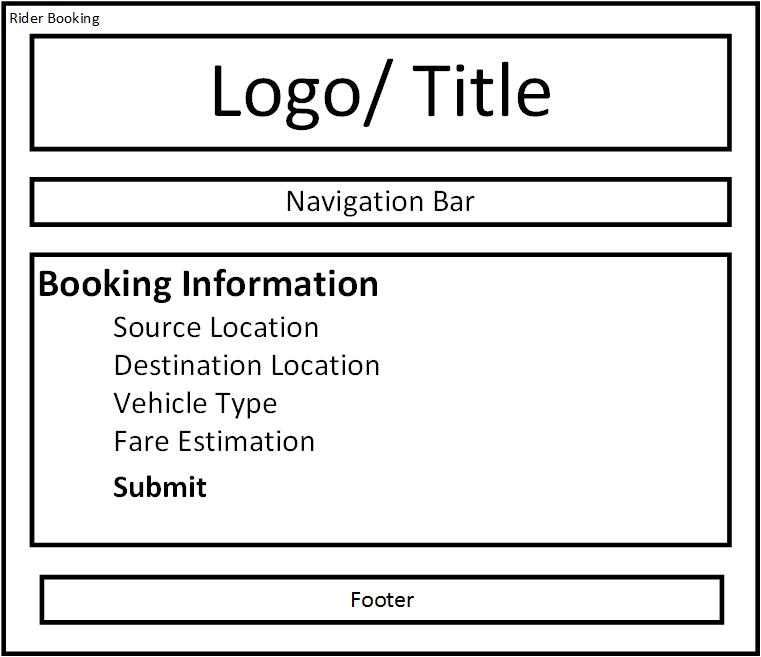 Rider Booking
Logo/ Title
Navigation Bar
Booking Information
Source Location
Destination Location
Vehicle Type
Fare Estimation
Submit
Footer